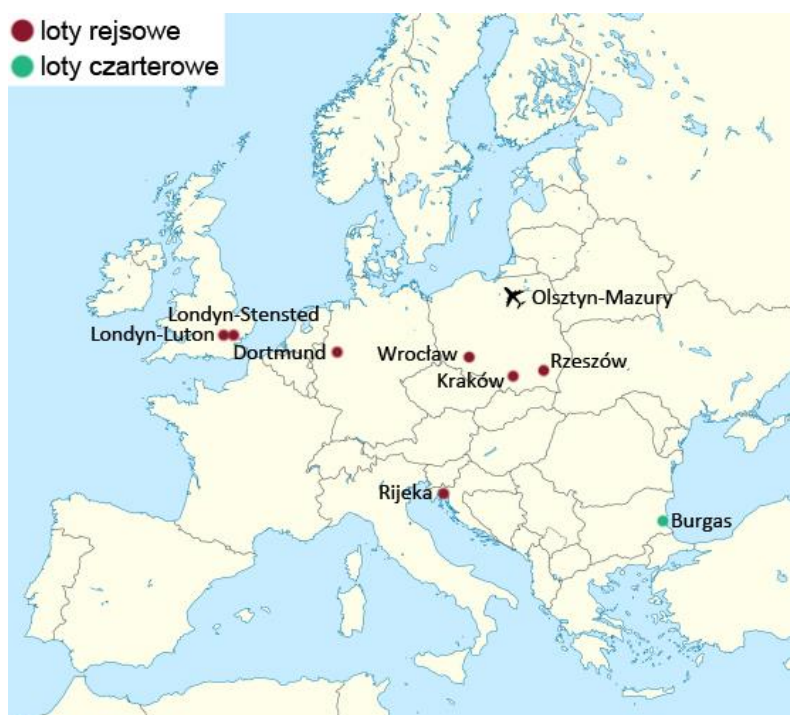 loty rejsowe
loty czarterowe
Olsztyn-Mazury
Londyn-Stensted
Londyn-Luton
Dortmund
Wrocław
Rzeszów
Kraków
Rijeka
Burgas